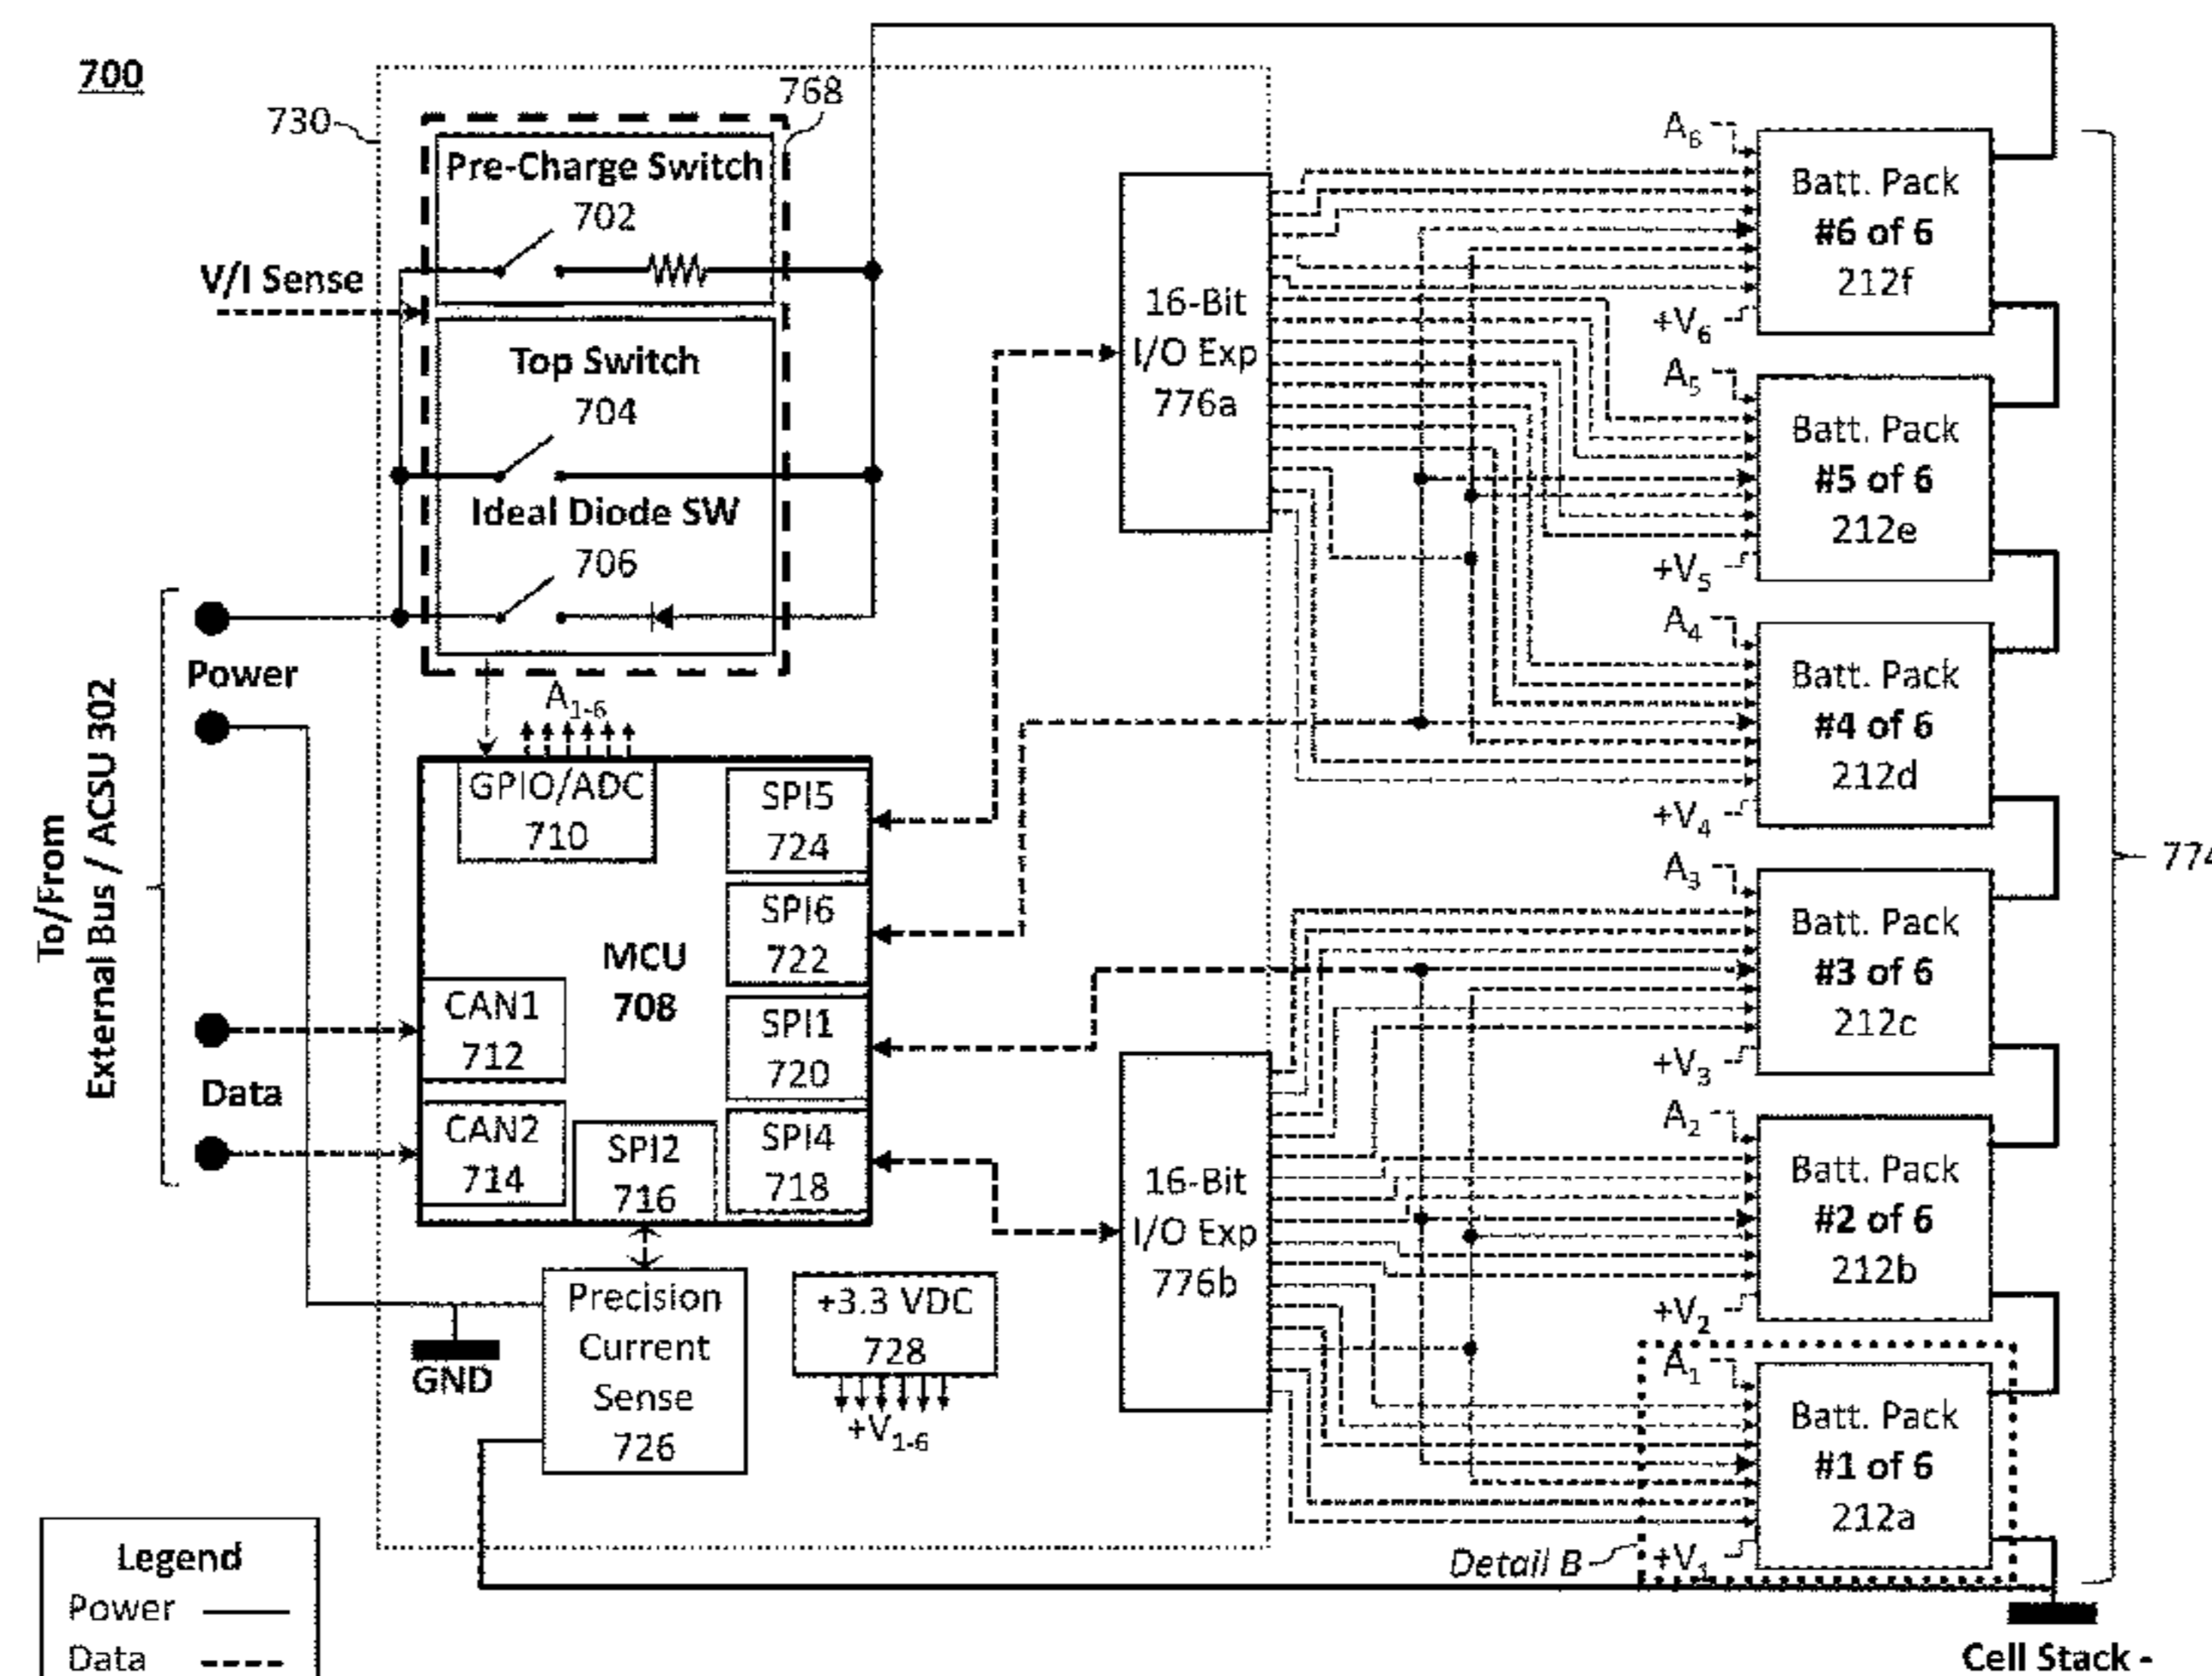 700
730
768
Pre-Charge Switch
702
V/I Sense
Top Switch
704
Ideal Diode SW
706
Power
To/From
External Bus / ACSU 302
Data
A1-6
GPIO/ADC
710
SPI5
724
SPI6
722
MCU
708
CAN1
712
SPI1
720
CAN2
714
SPI2
716
SPI4
718
Precision
Current
Sense
726
+3.3 VDC
728
+V1-6
GND
16-Bit
I/O Exp
776a
16-Bit
I/O Exp
776b
A6
Batt. Pack
#6 of 6
212f
+V6
A5
Batt. Pack
#5 of 6
212e
+V5
A4
Batt. Pack
#4 of 6
212d
+V4
A3
Batt. Pack
#3 of 6
212c
+V3
A2
Batt. Pack
#2 of 6
212b
+V2
A1
Batt. Pack
#1 of 6
212a
+V1
774
Detail B
Cell Stack -
Legend
Power
Data